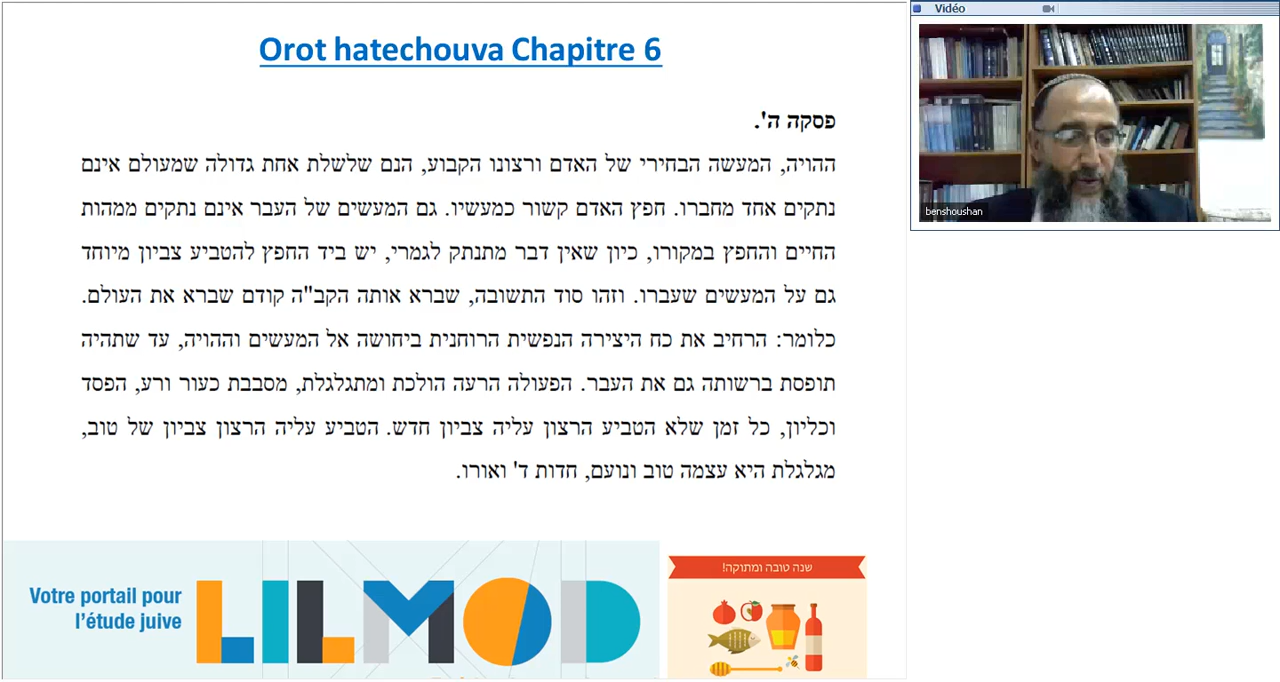 Orot hatechouva Chapitre 6
Vidéo
benshoushan
פסקה ה'.
ההויה, המעשה הבחירי של האדם ורצונו הקבוע, הנם שלשלת אחת גדולה שמעולם אינם
נתקים אחד מחברו. חפץ האדם קשור כמעשיו. גם המעשים של העבר אינם נתקים ממהות
החיים והחפץ במקורו, כיון שאין דבר מתנתק לגמרי, יש ביד החפץ להטביע צביון מיוחד
גם על המעשים שעברו. וזהו סוד התשובה, שברא אותה הקב"ה קודם שברא את העולם.
כלומר: הרחיב את כח היצירה הנפשית הרוחנית ביחושה אל המעשים וההויה, עד שתהיה
תופסת ברשותה גם את העבר. הפעולה הרעה הולכת ומתגלגלת, מסבבת כעור ורע, הפסד
וכליון, כל זמן שלא הטביע הרצון עליה צביון חדש. הטביע עליה הרצון צביון של טוב,
מגלגלת היא עצמה טוב ונועם, חדות ד' ואורו.
Votre portail pour
l'étude juive
LILMOD
שנה טובה ומתוקה!